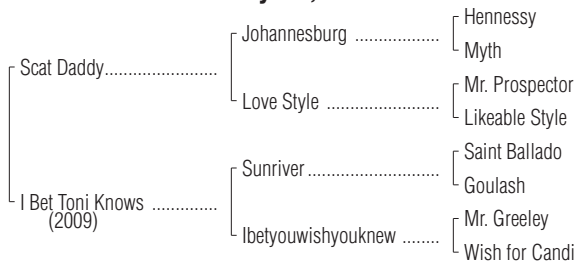 Hennessy
Johannesburg ..................
Myth
Scat Daddy........................
Mr. Prospector
Love Style ........................
Likeable Style
Saint Ballado
Sunriver ...........................
Goulash
I Bet Toni Knows ..............
(2009)
Mr. Greeley
Ibetyouwishyouknew ........
Wish for Candi